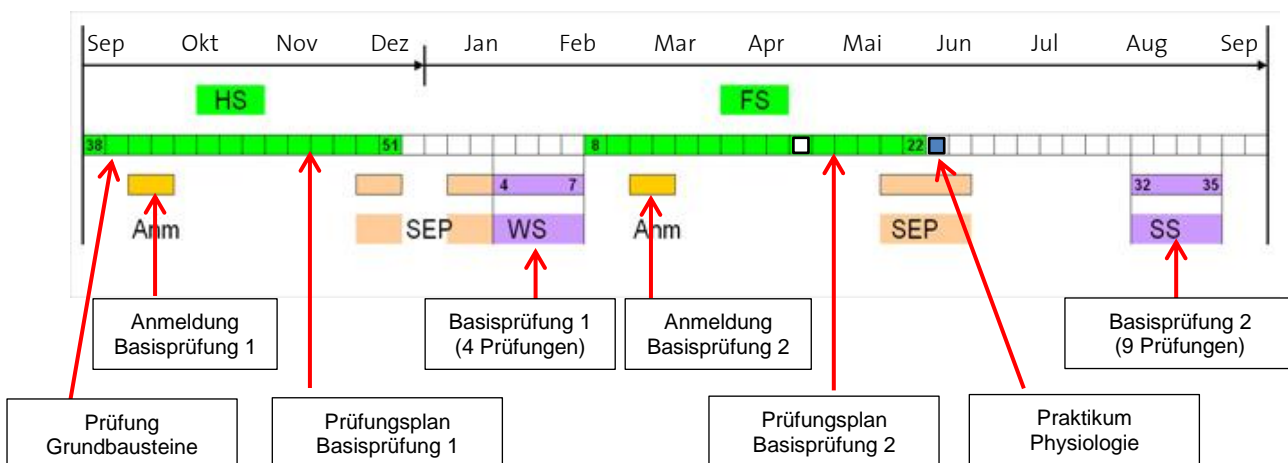 Sep Okt Nov Dez Jan Feb Mar Apr Mai Jun Jul Aug Sep
HS FS
38 51 8 22
4 7 32 35
Anm SEP WS Anm SEP SS
Anmeldung
Basisprüfung 1
Basisprüfung 1
(4 Prüfungen)
Anmeldung
Basisprüfung 2
Basisprüfung 2
(9 Prüfungen)
Prüfung
Grundbausteine
Prüfungsplan
Basisprüfung 1
Prüfungsplan
Basisprüfung 2
Praktikum
Physiologie